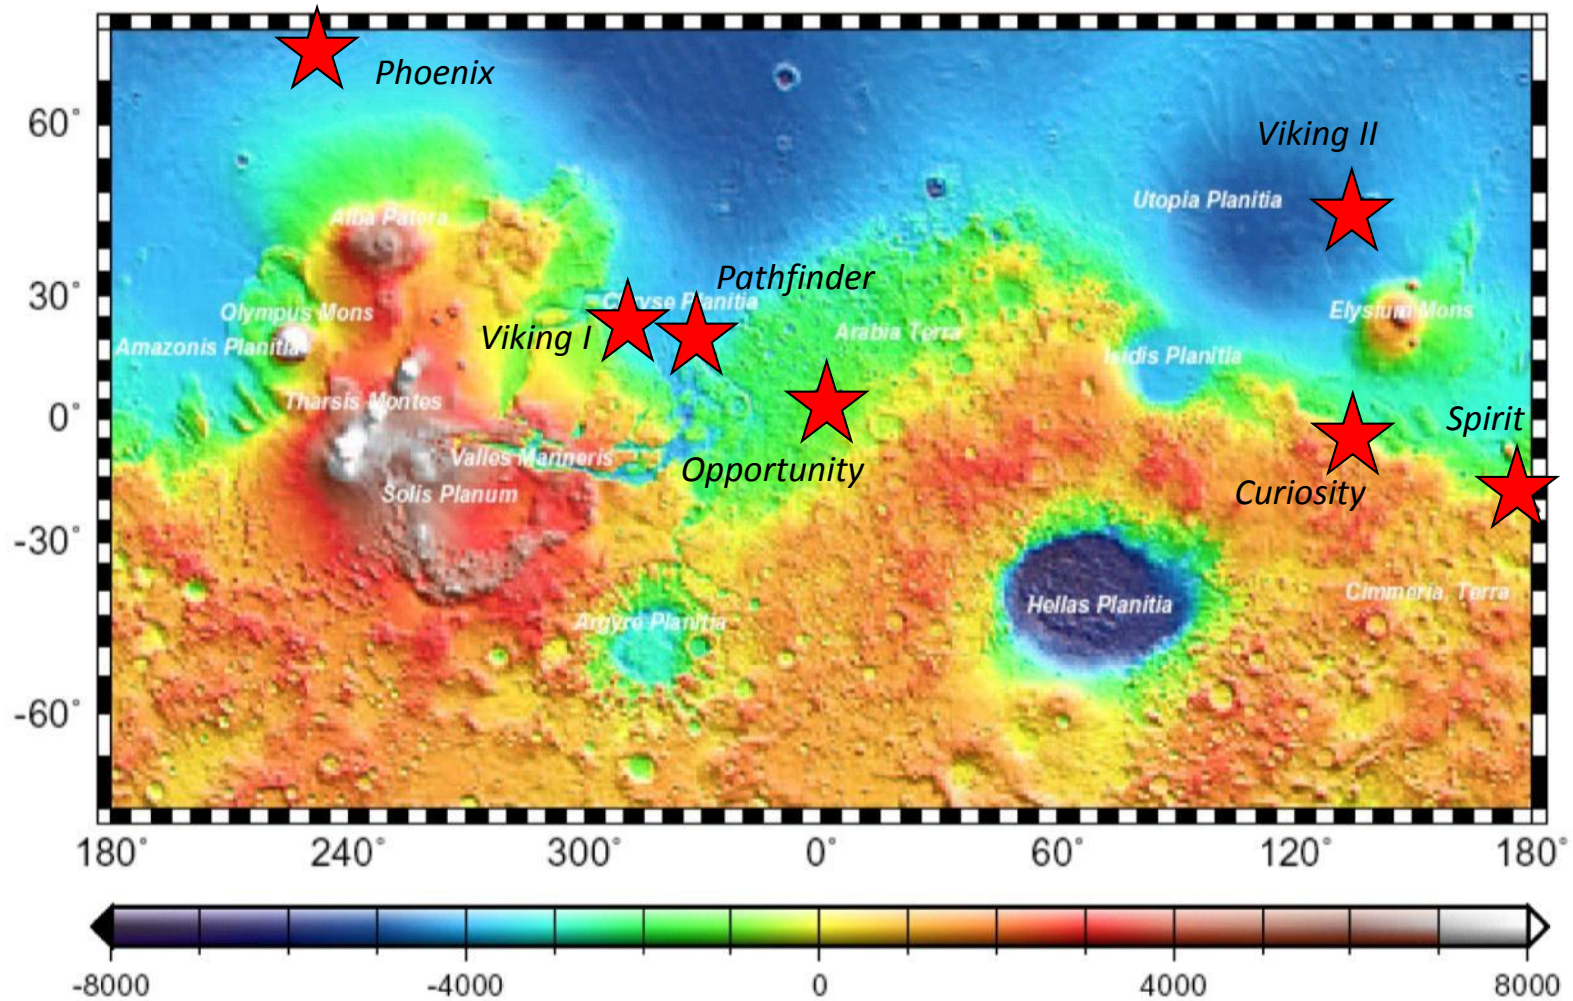 Phoenix
60°
Viking II
Utopia Planitia
Alba Patera
30°
Pathfinder
Chryse Planitia
Olympus Mons
Elysium Mons
Viking I
Arabia Terra
Amazonis Planitia
Isidis Planitia
Tharsis Montes
0°
Spirit
Valles Marineris
Opportunity
Solis Planum
Curiosity
-30°
Cimmeria, Terra
Hellas Planitia
Argyre Planitia
-60°
180° 240° 300° 0° 60° 120° 180°
-8000 -4000 0 4000 8000